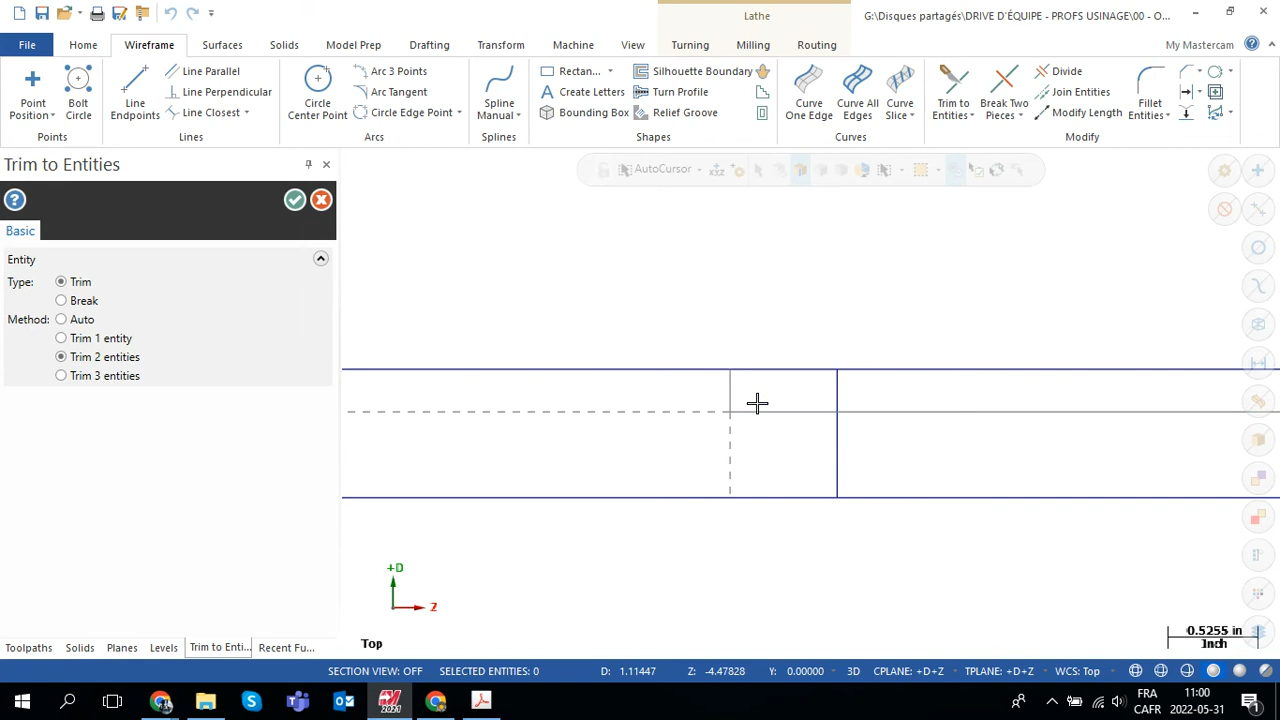 Lathe
G:\Disques partagés\DRIVE D'ÉQUIPE - PROFS USINAGE\00 - O...
File Home Wireframe Surfaces Solids Model Prep Drafting Transform Machine View Turning Milling Routing My Mastercam
Point Position
Bolt Circle
Points
Line Endpoints
Line Parallel
Line Perpendicular
Line Closest
Lines
Circle Center Point
Arc 3 Points
Arc Tangent
Circle Edge Point
Arcs
Spline Manual
Splines
Rectan...
Create Letters
Bounding Box
Silhouette Boundary
Turn Profile
Relief Groove
Shapes
Curve One Edge
Curve All Edges
Curve Slice
Curves
Trim to Entities
Break Two Pieces
Divide
Join Entities
Modify Length
Fillet Entities
Modify
Trim to Entities
AutoCursor
Basic
Entity
Type: Trim
Break
Method: Auto
Trim 1 entity
Trim 2 entities
Trim 3 entities
+D
Z
Top
0.5255 in
Inch
Toolpaths Solids Planes Levels Trim to Enti... Recent Fu...
SECTION VIEW: OFF SELECTED ENTITIES: 0 D: 1.11447 Z: -4.47828 Y: 0.00000 3D CPLANE: +D+Z TPLANE: +D+Z WCS: Top
FRA 11:00
CAFR 2022-05-31
1